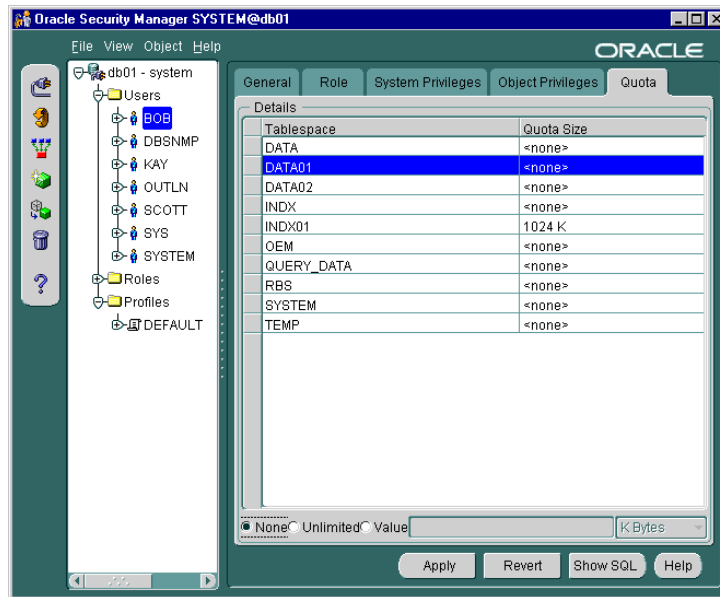 Oracle Security Manager SYSTEM@db01
File View Object Help
ORACLE
db01 - system
Users
BOB
DBSNMP
KAY
OUTLN
SCOTT
SYS
SYSTEM
Roles
Profiles
DEFAULT
General Role System Privileges Object Privileges Quota
Details
Tablespace Quota Size
DATA <none>
DATA01 <none>
DATA02 <none>
INDX <none>
INDX01 1024 K
OEM <none>
QUERY_DATA <none>
RBS <none>
SYSTEM <none>
TEMP <none>
None Unlimited Value K Bytes
Apply Revert Show SQL Help